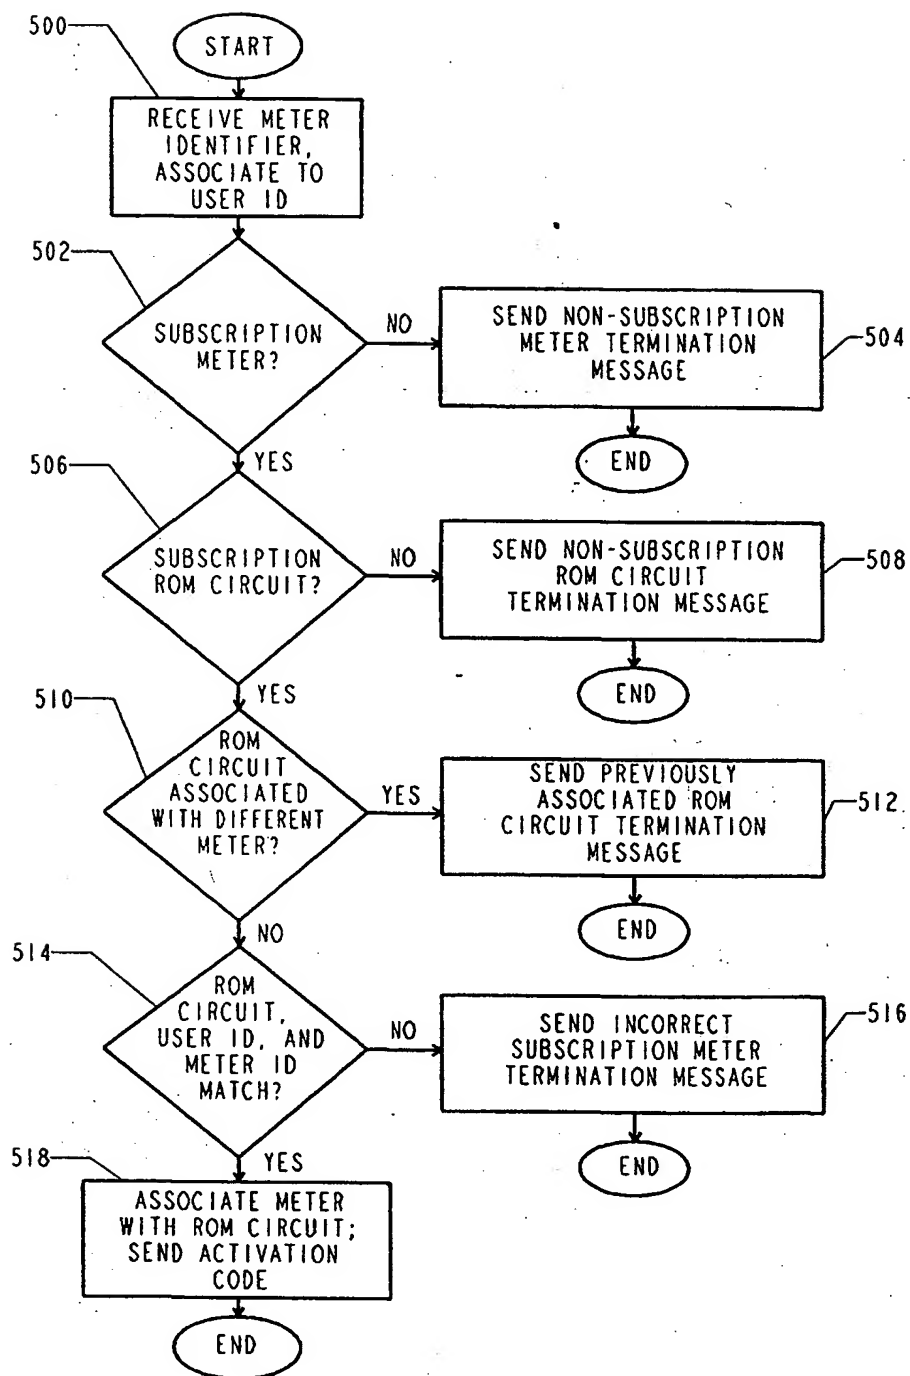 500
START
RECEIVE METER
IDENTIFIER,
ASSOCIATE TO
USER ID
502
SUBSCRIPTION
METER?
NO
SEND NON-SUBSCRIPTION
METER TERMINATION
MESSAGE
504
END
YES
506
SUBSCRIPTION
ROM CIRCUIT?
NO
SEND NON-SUBSCRIPTION
ROM CIRCUIT
TERMINATION MESSAGE
508
END
YES
510
ROM
CIRCUIT
ASSOCIATED
WITH DIFFERENT
METER?
YES
SEND PREVIOUSLY
ASSOCIATED ROM
CIRCUIT TERMINATION
MESSAGE
512
END
NO
514
ROM
CIRCUIT,
USER ID, AND
METER ID
MATCH?
NO
SEND INCORRECT
SUBSCRIPTION METER
TERMINATION MESSAGE
516
END
YES
518
ASSOCIATE METER
WITH ROM CIRCUIT;
SEND ACTIVATION
CODE
END